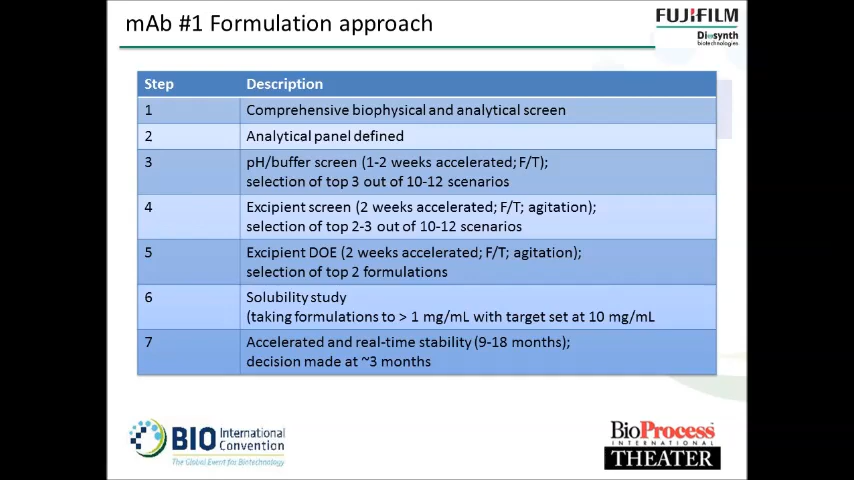 mAb #1 Formulation approach
FUJIFILM
Diosynth
biotechnologies
Step Description
1 Comprehensive biophysical and analytical screen
2 Analytical panel defined
3 pH/buffer screen (1-2 weeks accelerated; F/T);
selection of top 3 out of 10-12 scenarios
4 Excipient screen (2 weeks accelerated; F/T; agitation);
selection of top 2-3 out of 10-12 scenarios
5 Excipient DOE (2 weeks accelerated; F/T; agitation);
selection of top 2 formulations
6 Solubility study
(taking formulations to > 1 mg/mL with target set at 10 mg/mL
7 Accelerated and real-time stability (9-18 months);
decision made at ~3 months
BIO International
Convention
The Global Event for Biotechnology
BioProcess
INTERNATIONAL
THEATER